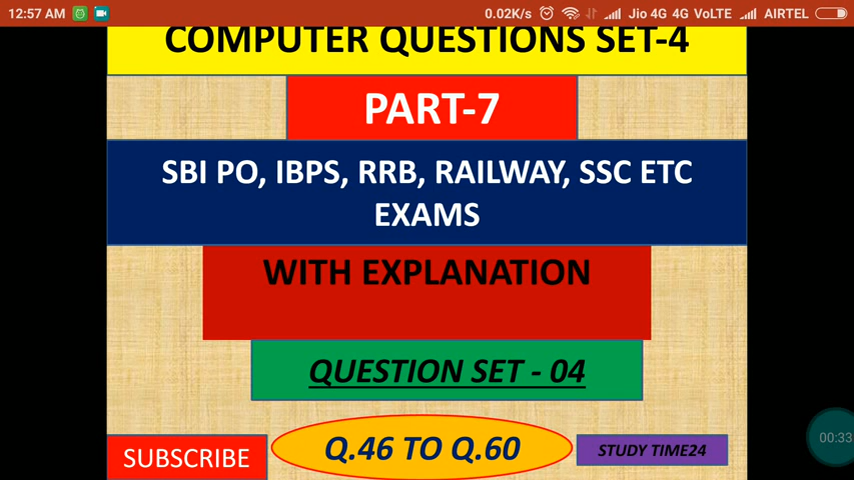 12:57 AM 0.02K/s Jio 4G 4G VoLTE AIRTEL
COMPUTER QUESTIONS SET-4
PART-7
SBI PO, IBPS, RRB, RAILWAY, SSC ETC
EXAMS
WITH EXPLANATION
QUESTION SET - 04
SUBSCRIBE
Q.46 TO Q.60
STUDY TIME24
00:33